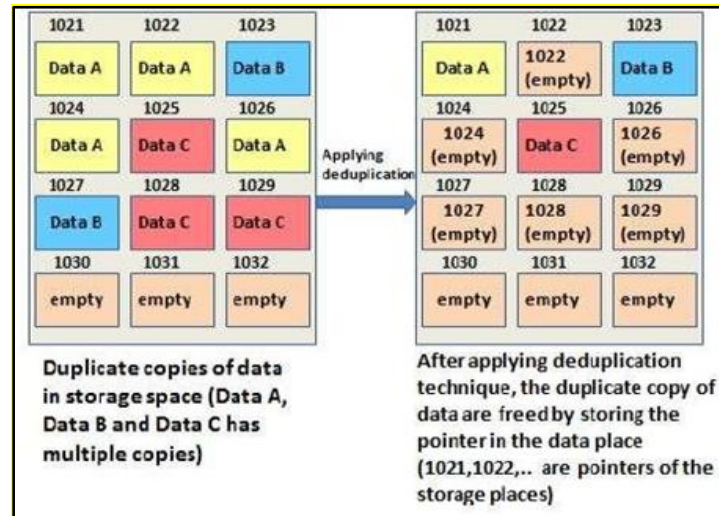 1021 1022 1023
Data A Data A Data B
1024 1025 1026
Data A Data C Data A
1027 1028 1029
Data B Data C Data C
1030 1031 1032
empty empty empty
Duplicate copies of data
in storage space (Data A,
Data B and Data C has
multiple copies)
Applying
deduplication
1021 1022 1023
Data A 1022 Data B
(empty)
1024 1025 1026
1024 Data C 1026
(empty) (empty)
1027 1028 1029
1027 1028 1029
(empty) (empty) (empty)
1030 1031 1032
empty empty empty
After applying deduplication
technique, the duplicate copy of
data are freed by storing the
pointer in the data place
(1021,1022,.. are pointers of the
storage places)